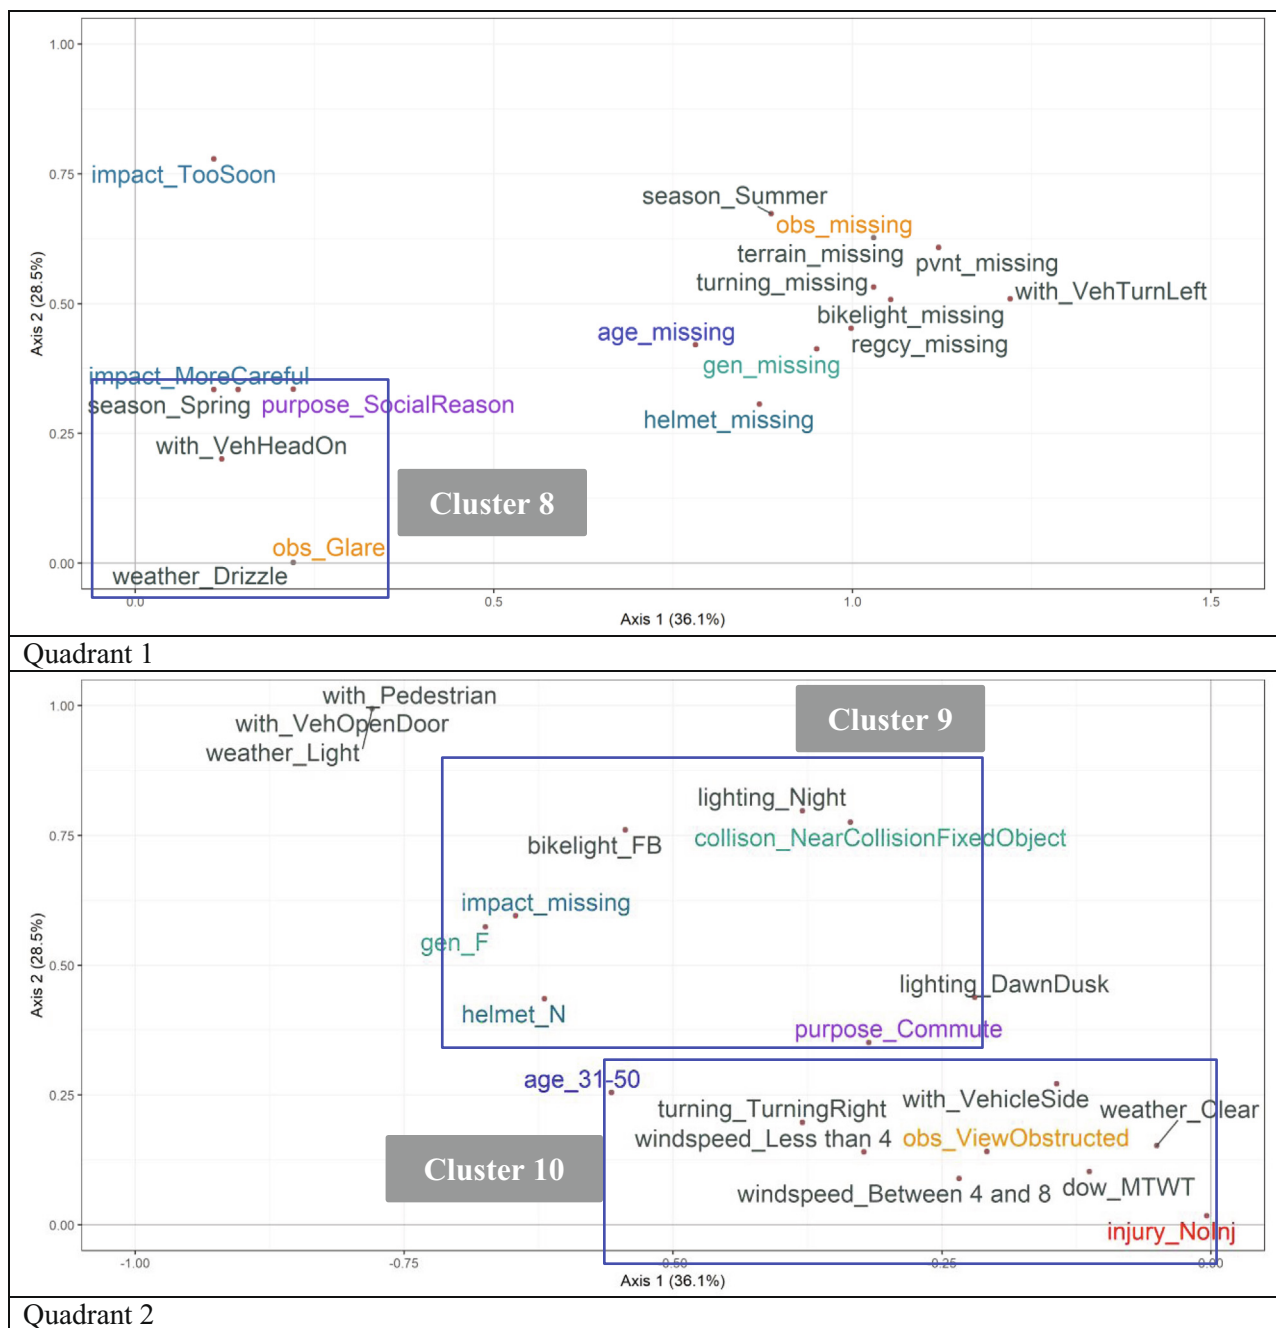 1.00
impact_TooSoon
0.75
season_Summer
obs_missing
terrain_missing
pvnt_missing
turning_missing
with_VehTurnLeft
0.50
bikelight_missing
age_missing
regcy_missing
gen_missing
impact_MoreCareful
season_Spring
purpose_SocialReason
helmet_missing
with_VehHeadOn
0.25
Cluster 8
obs_Glare
0.00
weather_Drizzle
0.0
0.5
1.0
1.5
Axis 1 (36.1%)
Axis 2 (28.5%)
Quadrant 1
with_Pedestrian
1.00
with_VehOpenDoor
Cluster 9
weather_Light
lighting_Night
0.75
bikelight_FB
collison_NearCollisionFixedObject
impact_missing
gen_F
0.50
lighting_DawnDusk
helmet_N
purpose_Commute
age_31-50
0.25
with_VehicleSide
turning_TurningRight
weather_Clear
windspeed_Less than 4
obs_ViewObstructed
Cluster 10
windspeed_Between 4 and 8
dow_MTWT
0.00
injury_NoInj
-1.00
-0.75
-0.50
-0.25
0.00
Axis 1 (36.1%)
Axis 2 (28.5%)
Quadrant 2